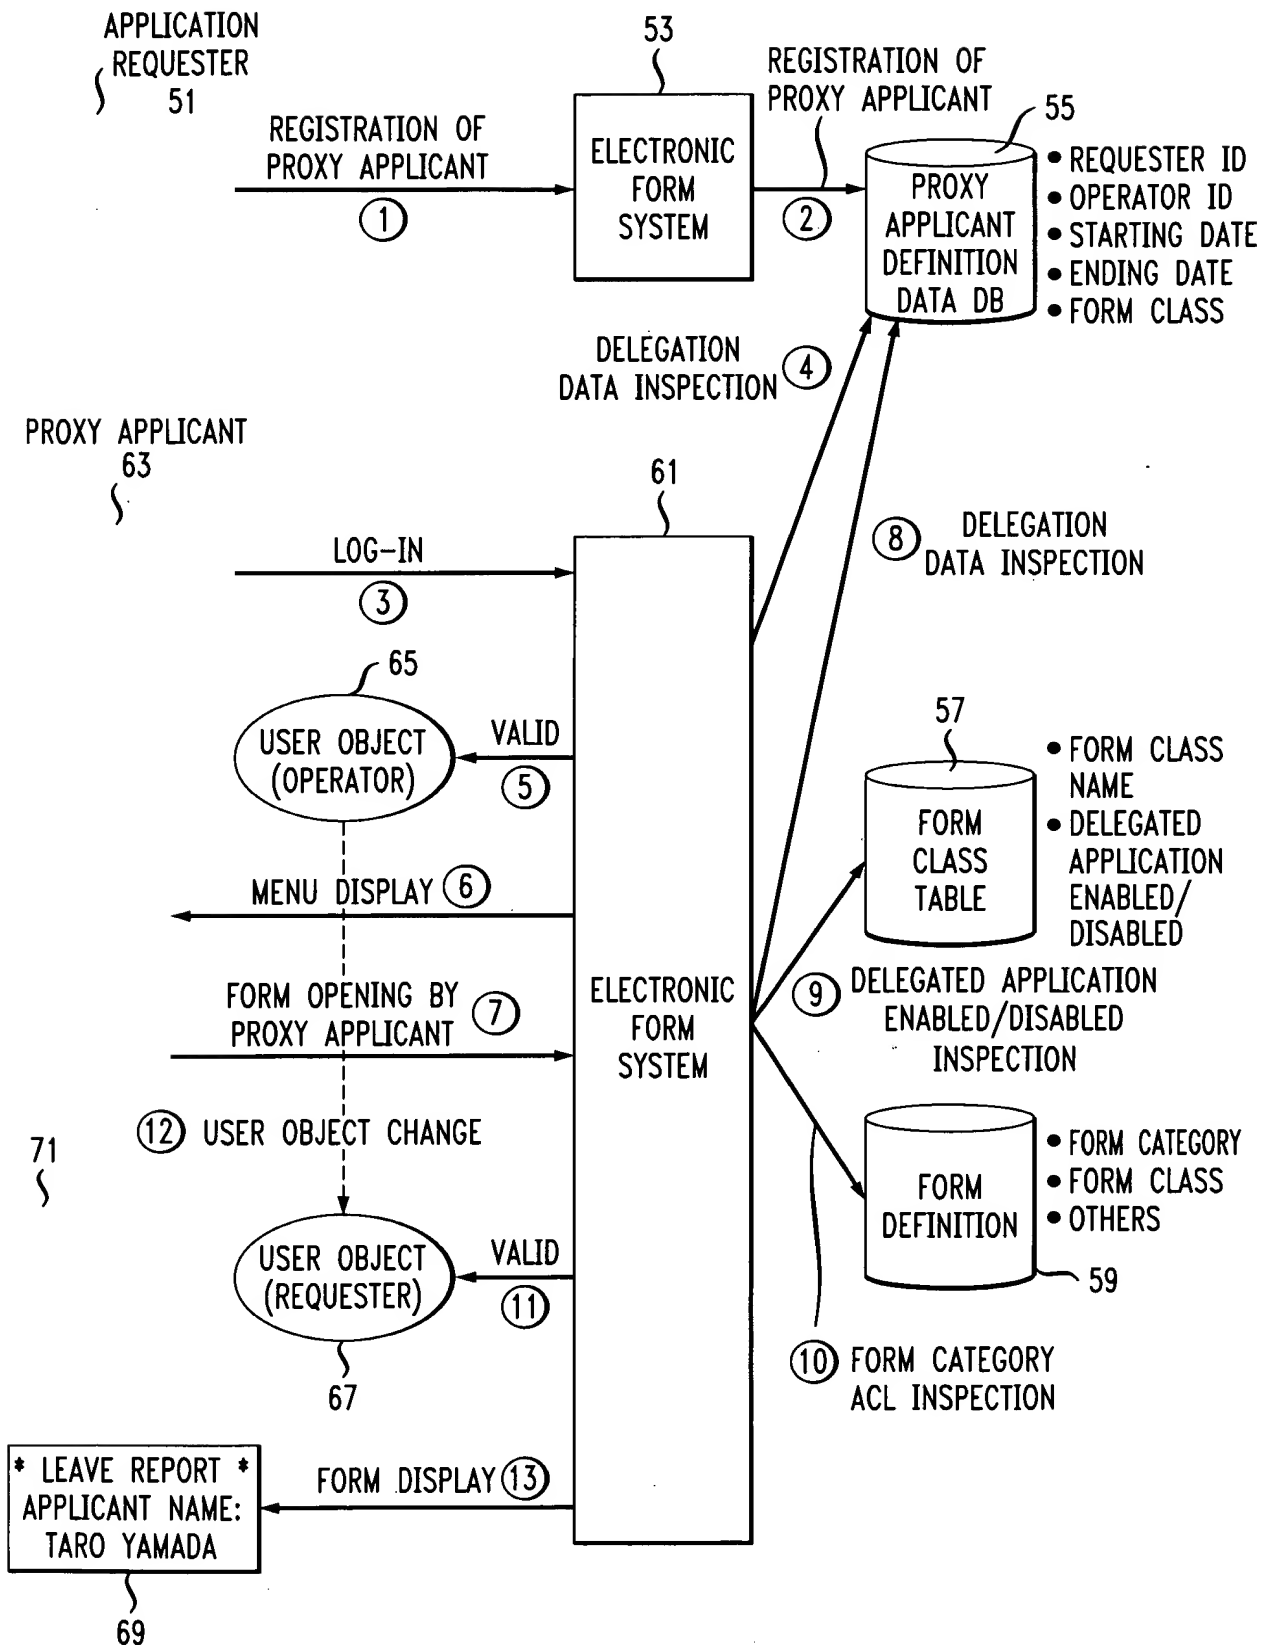 APPLICATION
REQUESTER
51
53
REGISTRATION OF
PROXY APPLICANT
55
REGISTRATION OF
PROXY APPLICANT
1
ELECTRONIC
FORM
SYSTEM
2
PROXY
APPLICANT
DEFINITION
DATA DB
• REQUESTER ID
• OPERATOR ID
• STARTING DATE
• ENDING DATE
• FORM CLASS
DELEGATION
DATA INSPECTION 4
PROXY APPLICANT
63
61
8 DELEGATION
DATA INSPECTION
LOG-IN
3
65
USER OBJECT
(OPERATOR)
VALID
5
57
FORM
CLASS
TABLE
• FORM CLASS
NAME
• DELEGATED
APPLICATION
ENABLED/
DISABLED
MENU DISPLAY 6
FORM OPENING BY
PROXY APPLICANT 7
ELECTRONIC
FORM
SYSTEM
9 DELEGATED APPLICATION
ENABLED/DISABLED
INSPECTION
12 USER OBJECT CHANGE
71
FORM
DEFINITION
• FORM CATEGORY
• FORM CLASS
• OTHERS
59
USER OBJECT
(REQUESTER)
VALID
11
67
10 FORM CATEGORY
ACL INSPECTION
* LEAVE REPORT *
APPLICANT NAME:
TARO YAMADA
FORM DISPLAY 13
69